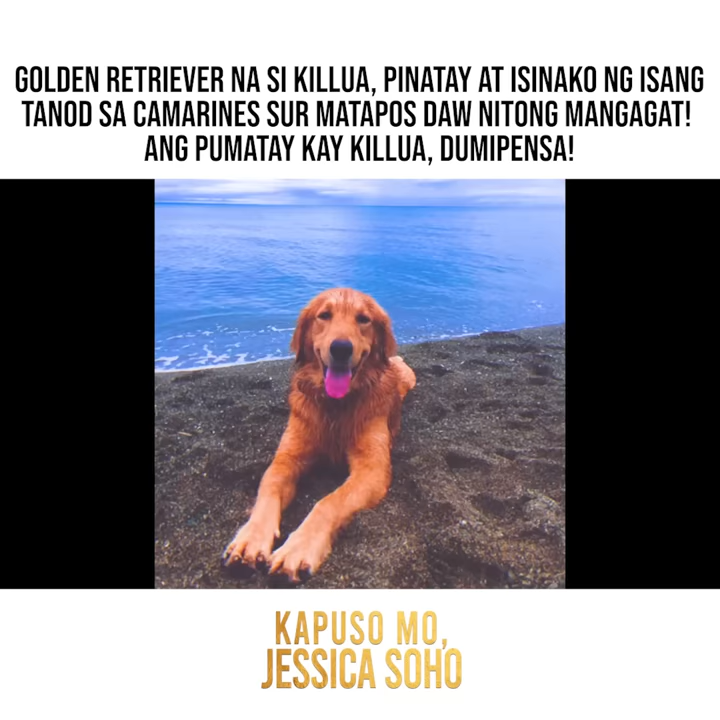 GOLDEN RETRIEVER NA SI KILLUA, PINATAY AT ISINAKO NG ISANG
TANOD SA CAMARINES SUR MATAPOS DAW NITONG MANGAGAT!
ANG PUMATAY KAY KILLUA, DUMIPENSA!
KAPUSO MO,
JESSICA SOHO